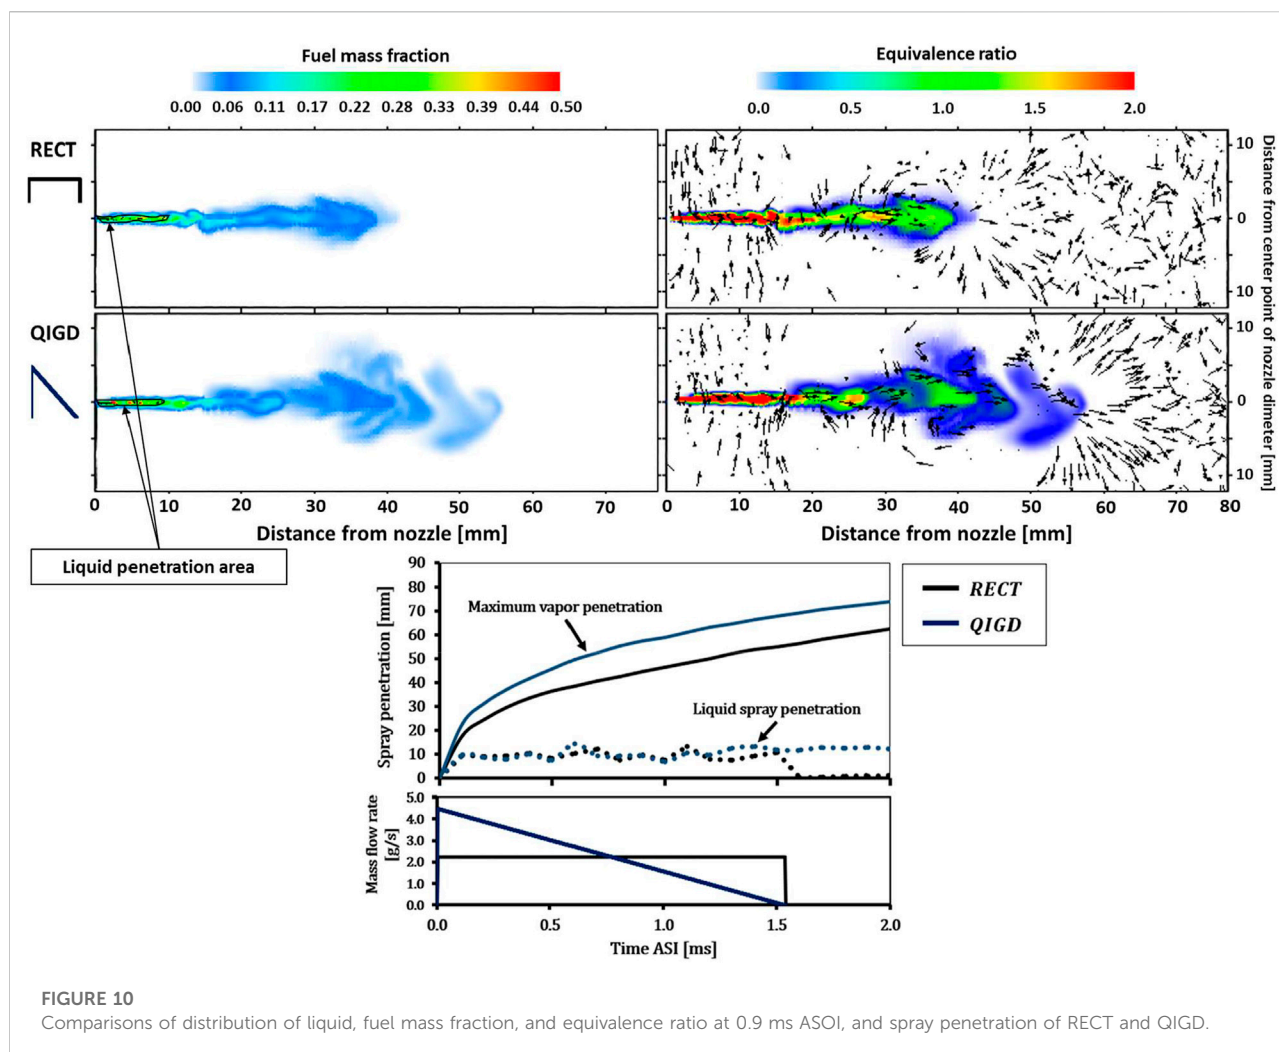 Fuel mass fraction
0.00 0.06 0.11 0.17 0.22 0.28 0.33 0.39 0.44 0.50
Equivalence ratio
0.0 0.5 1.0 1.5 2.0
RECT
QIGD
10
0
10
10
0
10
Distance from center point of nozzle dimeter [mm]
0 10 20 30 40 50 60 70
Distance from nozzle [mm]
0 10 20 30 40 50 60 70 80
Distance from nozzle [mm]
Liquid penetration area
90
80
70
60
50
40
30
20
10
0
Spray penetration [mm]
Maximum vapor penetration
Liquid spray penetration
RECT
QIGD
5.0
4.0
3.0
2.0
1.0
0.0
Mass flow rate
[g/s]
0.0 0.5 1.0 1.5 2.0
Time ASI [ms]
FIGURE 10
Comparisons of distribution of liquid, fuel mass fraction, and equivalence ratio at 0.9 ms ASOI, and spray penetration of RECT and QIGD.